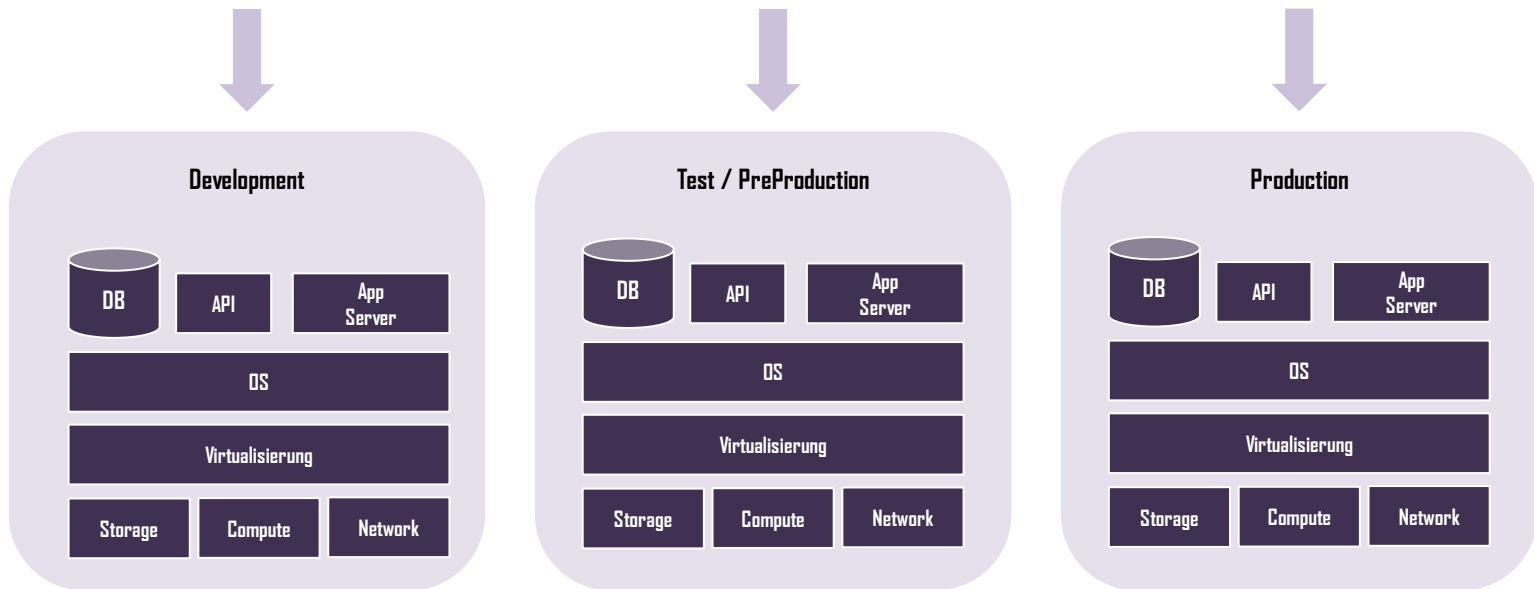 Development
DB
API
App
Server
OS
Virtualisierung
Storage
Compute
Network
Test / PreProduction
DB
API
App
Server
OS
Virtualisierung
Storage
Compute
Network
Production
DB
API
App
Server
OS
Virtualisierung
Storage
Compute
Network